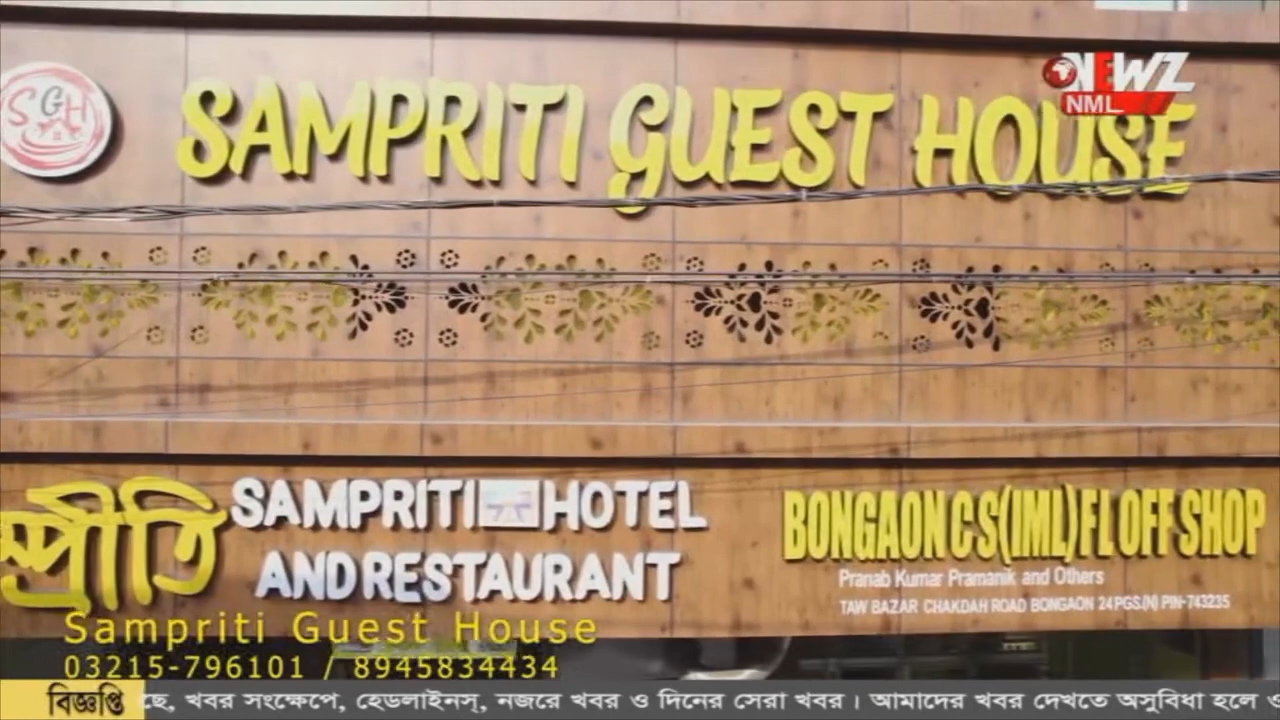 SGH
SAMPRITI GUEST HOUSE
NEWZ
NML
ম্প্রীতি
SAMPRITI HOTEL
AND RESTAURANT
BONGAON C S (IML) FL OFF SHOP
Pranab Kumar Pramanik and Others
TAW BAZAR CHAKDAH ROAD BONGAON 24 PGS.(N) PIN-743235
Sampriti Guest House
03215-796101 / 8945834434
বিজ্ঞপ্তি
ছে, খবর সংক্ষেপে, হেডলাইনস্, নজরে খবর ও দিনের সেরা খবর । আমাদের খবর দেখতে অসুবিধা হলে